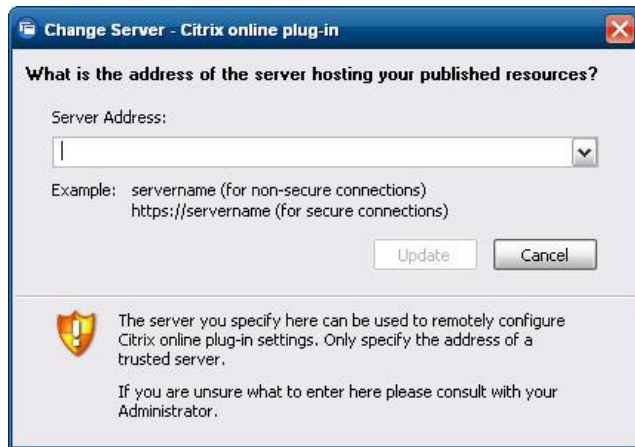 Change Server - Citrix online plug-in
What is the address of the server hosting your published resources?
Server Address:
Example: servername (for non-secure connections)
https://servername (for secure connections)
Update Cancel
The server you specify here can be used to remotely configure
Citrix online plug-in settings. Only specify the address of a
trusted server.
If you are unsure what to enter here please consult with your
Administrator.